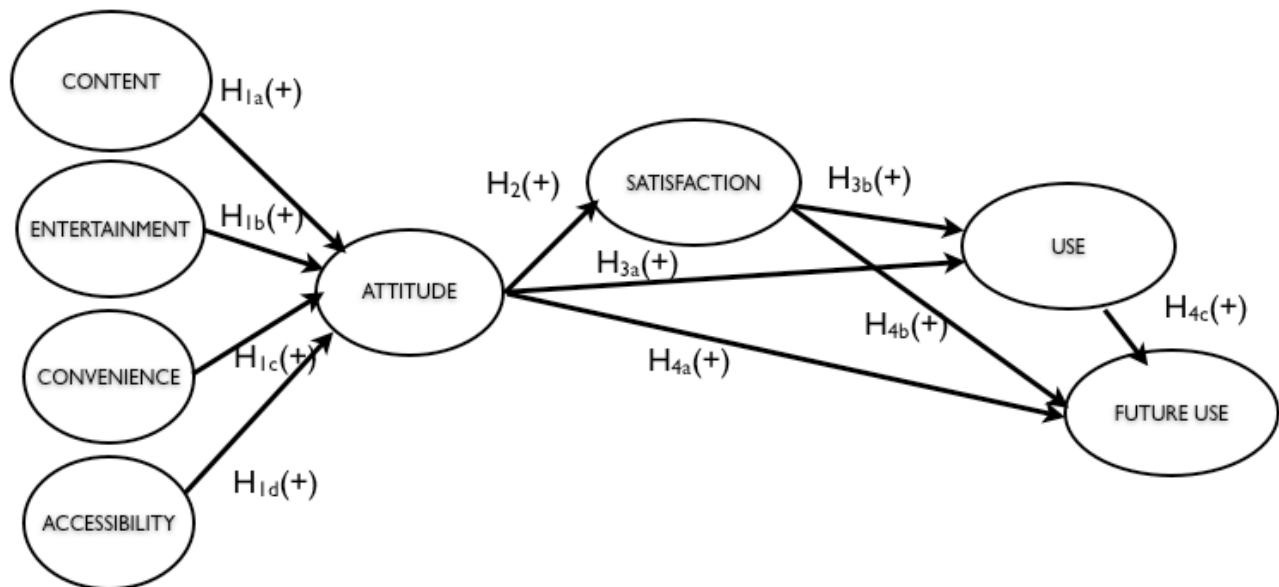 CONTENT
H1a(+)
ENTERTAINMENT
H1b(+)
CONVENIENCE
H1c(+)
ACCESSIBILITY
H1d(+)
ATTITUDE
H2(+)
SATISFACTION
H3b(+)
H3a(+)
USE
H4b(+)
H4a(+)
H4c(+)
FUTURE USE